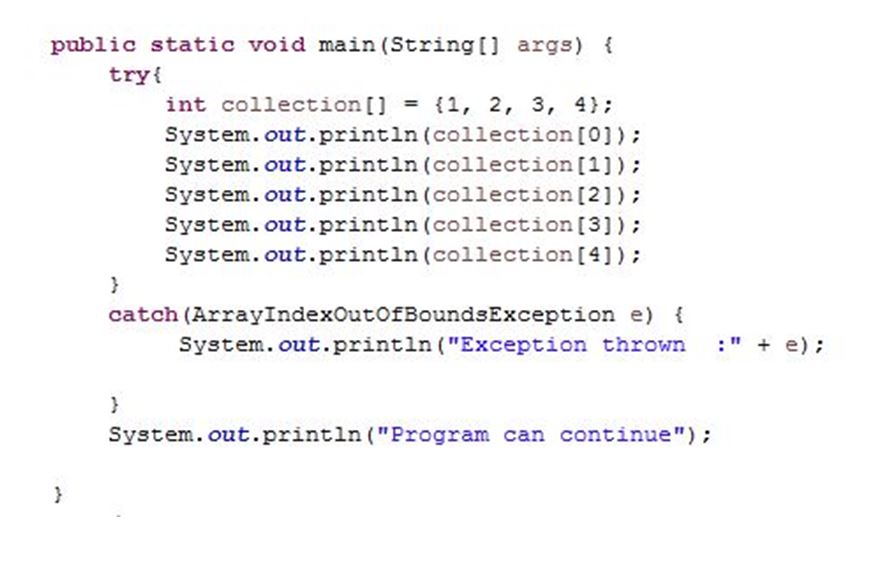 public static void main(String[] args) {
try{
int collection[] = {1, 2, 3, 4};
System.out.println(collection[0]);
System.out.println(collection[1]);
System.out.println(collection[2]);
System.out.println(collection[3]);
System.out.println(collection[4]);
}
catch(ArrayIndexOutOfBoundsException e) {
System.out.println("Exception thrown  :" + e);
}
System.out.println("Program can continue");
}